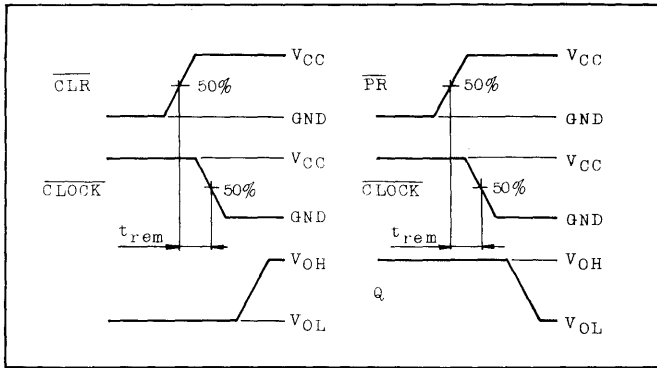 CLR 50% VCC GND
CLOCK 50% VCC GND
trem
VOH
VOL
PR 50% VCC GND
CLOCK 50% VCC GND
trem
Q VOH
VOL